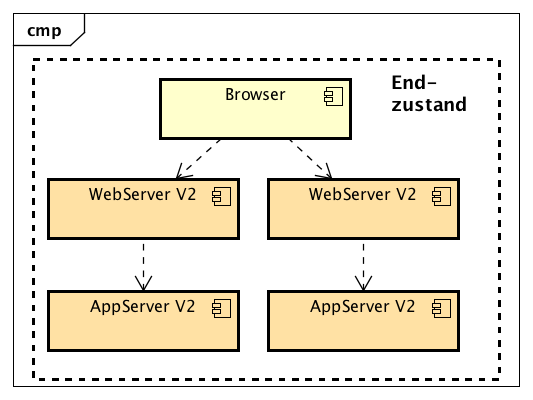 cmp
End-
zustand
Browser
WebServer V2
WebServer V2
AppServer V2
AppServer V2